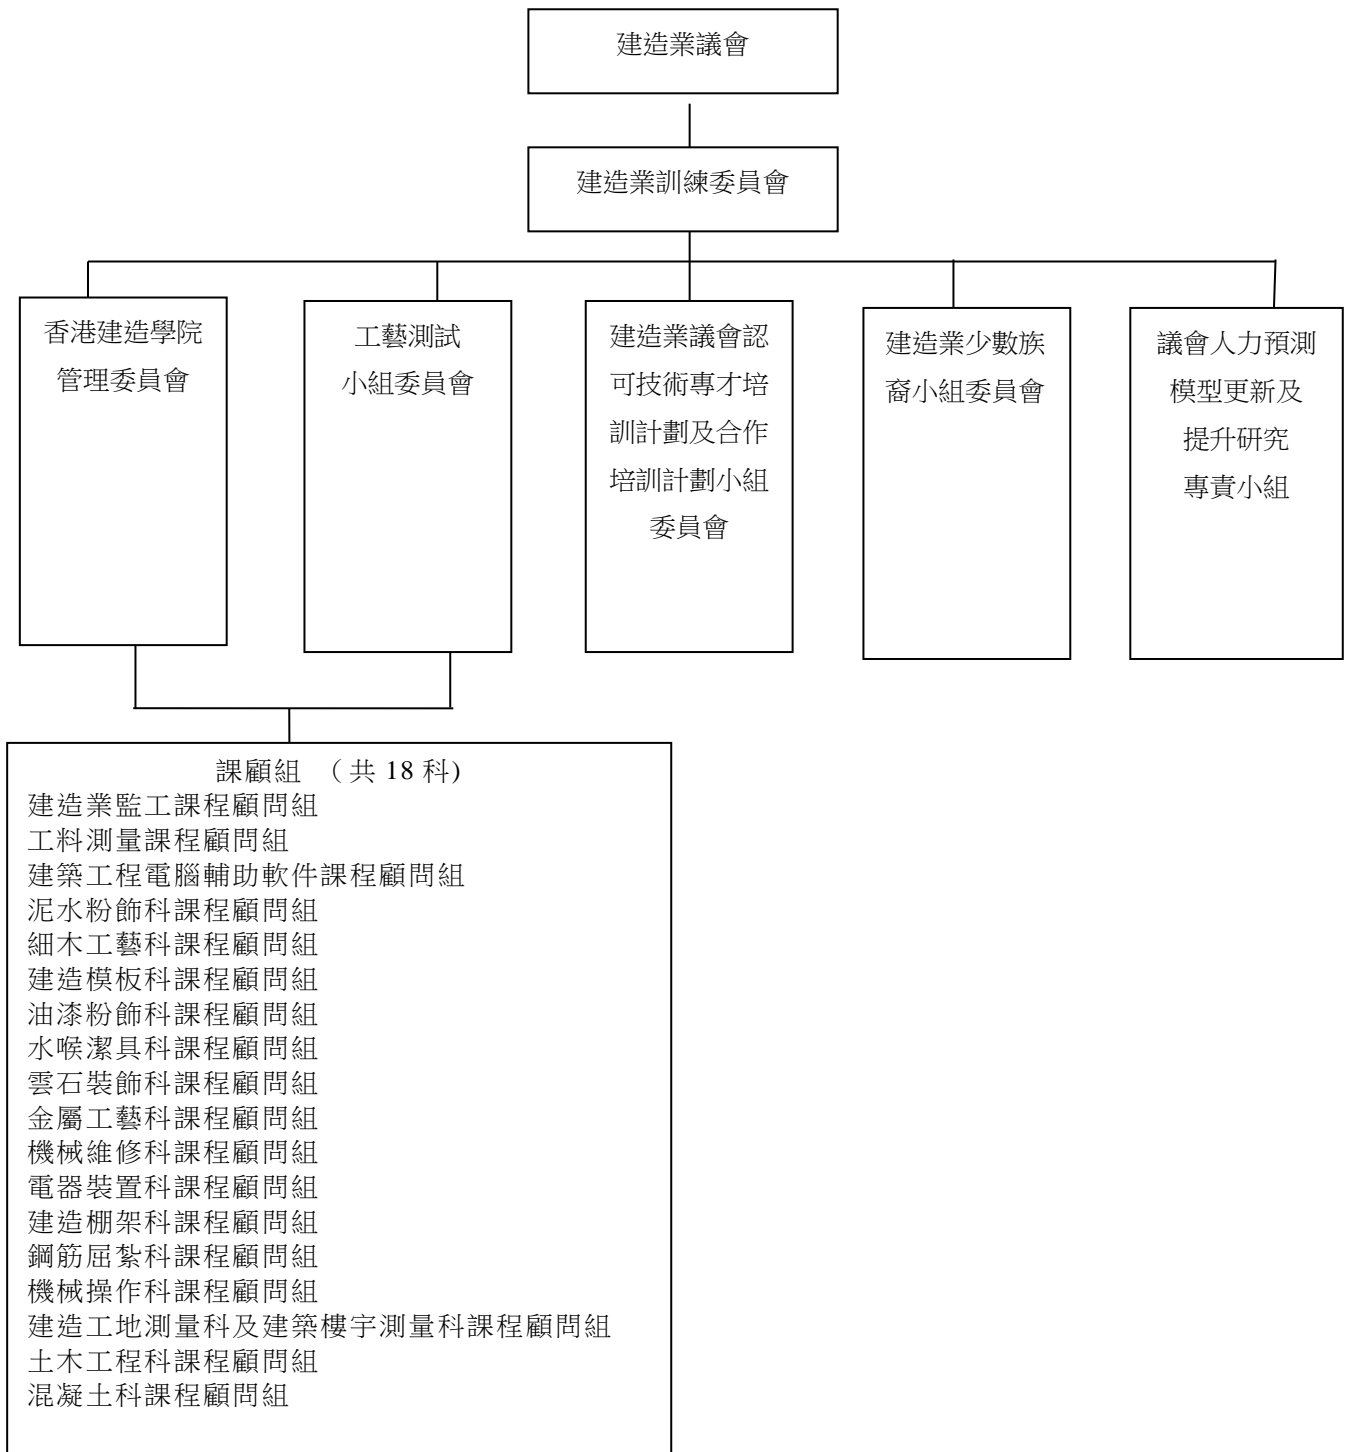 建造業議會
建造業訓練委員會
香港建造學院
管理委員會
工藝測試
小組委員會
建造業議會認
可技術專才培
訓計劃及合作
培訓計劃小組
委員會
建造業少數族
裔小組委員會
議會人力預測
模型更新及
提升研究
專責小組
課顧組 （共 18 科)
建造業監工課程顧問組
工料測量課程顧問組
建築工程電腦輔助軟件課程顧問組
泥水粉飾科課程顧問組
細木工藝科課程顧問組
建造模板科課程顧問組
油漆粉飾科課程顧問組
水喉潔具科課程顧問組
雲石裝飾科課程顧問組
金屬工藝科課程顧問組
機械維修科課程顧問組
電器裝置科課程顧問組
建造棚架科課程顧問組
鋼筋屈紮科課程顧問組
機械操作科課程顧問組
建造工地測量科及建築樓宇測量科課程顧問組
土木工程科課程顧問組
混凝土科課程顧問組